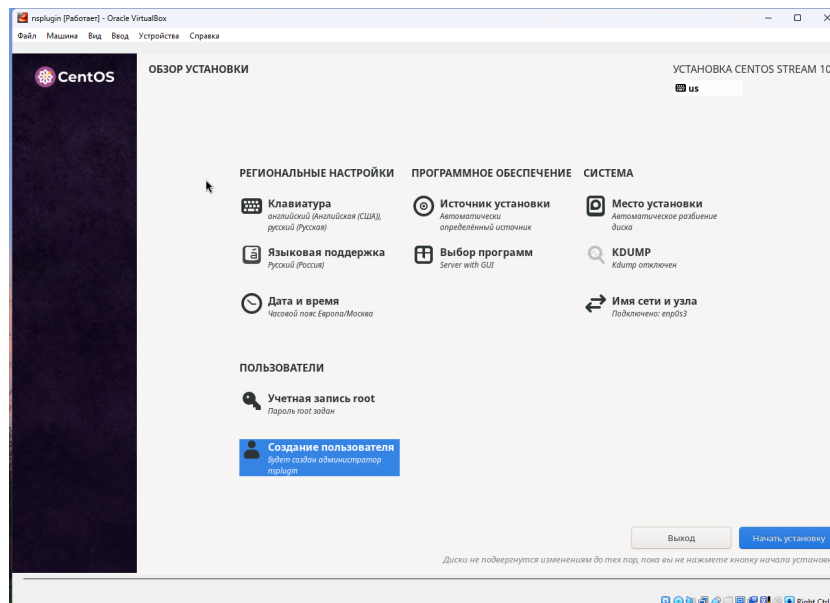 nsplugin [Работает] - Oracle VirtualBox
Файл Машина Вид Ввод Устройства Справка
CentOS
ОБЗОР УСТАНОВКИ
УСТАНОВКА CENTOS STREAM 10
us
РЕГИОНАЛЬНЫЕ НАСТРОЙКИ
Клавиатура
английский (Английская (США)),
русский (Русская)
Языковая поддержка
Русский (Россия)
Дата и время
Часовой пояс Европа/Москва
ПРОГРАММНОЕ ОБЕСПЕЧЕНИЕ
Источник установки
Автоматически
определённый источник
Выбор программ
Server with GUI
СИСТЕМА
Место установки
Автоматическое разбиение
диска
KDUMP
Kdump отключен
Имя сети и узла
Подключено: enp0s3
ПОЛЬЗОВАТЕЛИ
Учетная запись root
Пароль root задан
Создание пользователя
Будет создан администратор
nsplugin
Выход
Начать установку
Диски не подвергнутся изменениям до тех пор, пока вы не нажмете кнопку начала установк
Right Ctrl